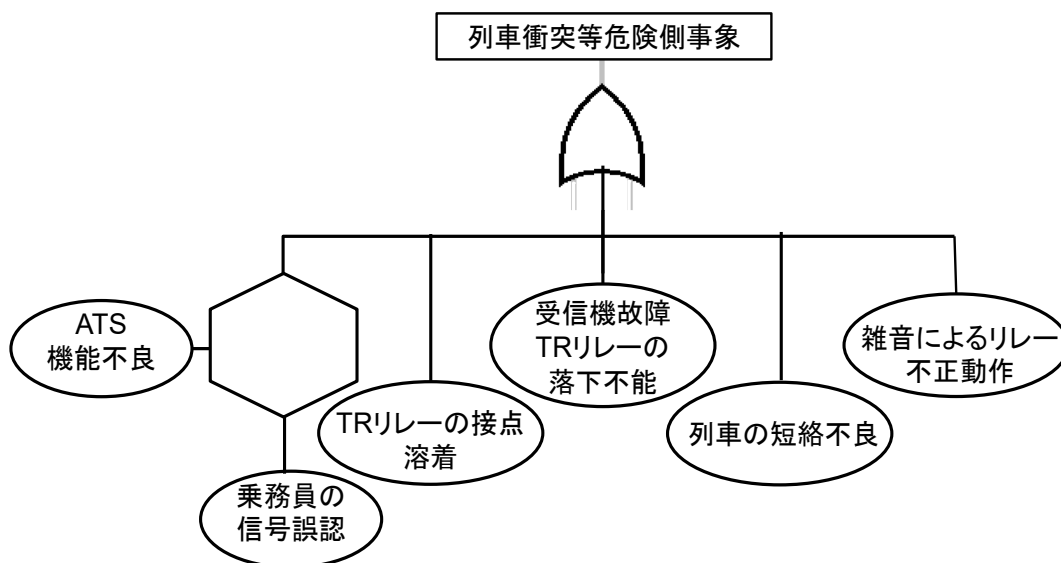 列車衝突等危険側事象
ATS
機能不良
乗務員の
信号誤認
TRリレーの接点
溶着
受信機故障
TRリレーの
落下不能
列車の短絡不良
雑音によるリレー
不正動作